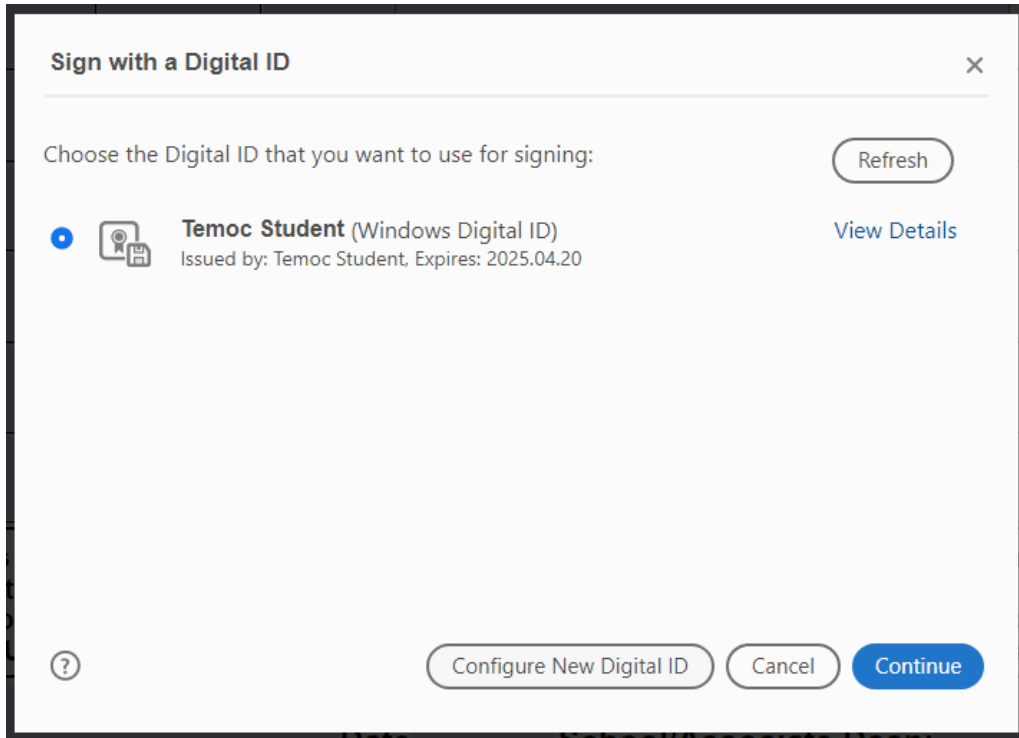 Sign with a Digital ID
Choose the Digital ID that you want to use for signing:
Refresh
Temoc Student (Windows Digital ID)
View Details
Issued by: Temoc Student, Expires: 2025.04.20
?
Configure New Digital ID
Cancel
Continue